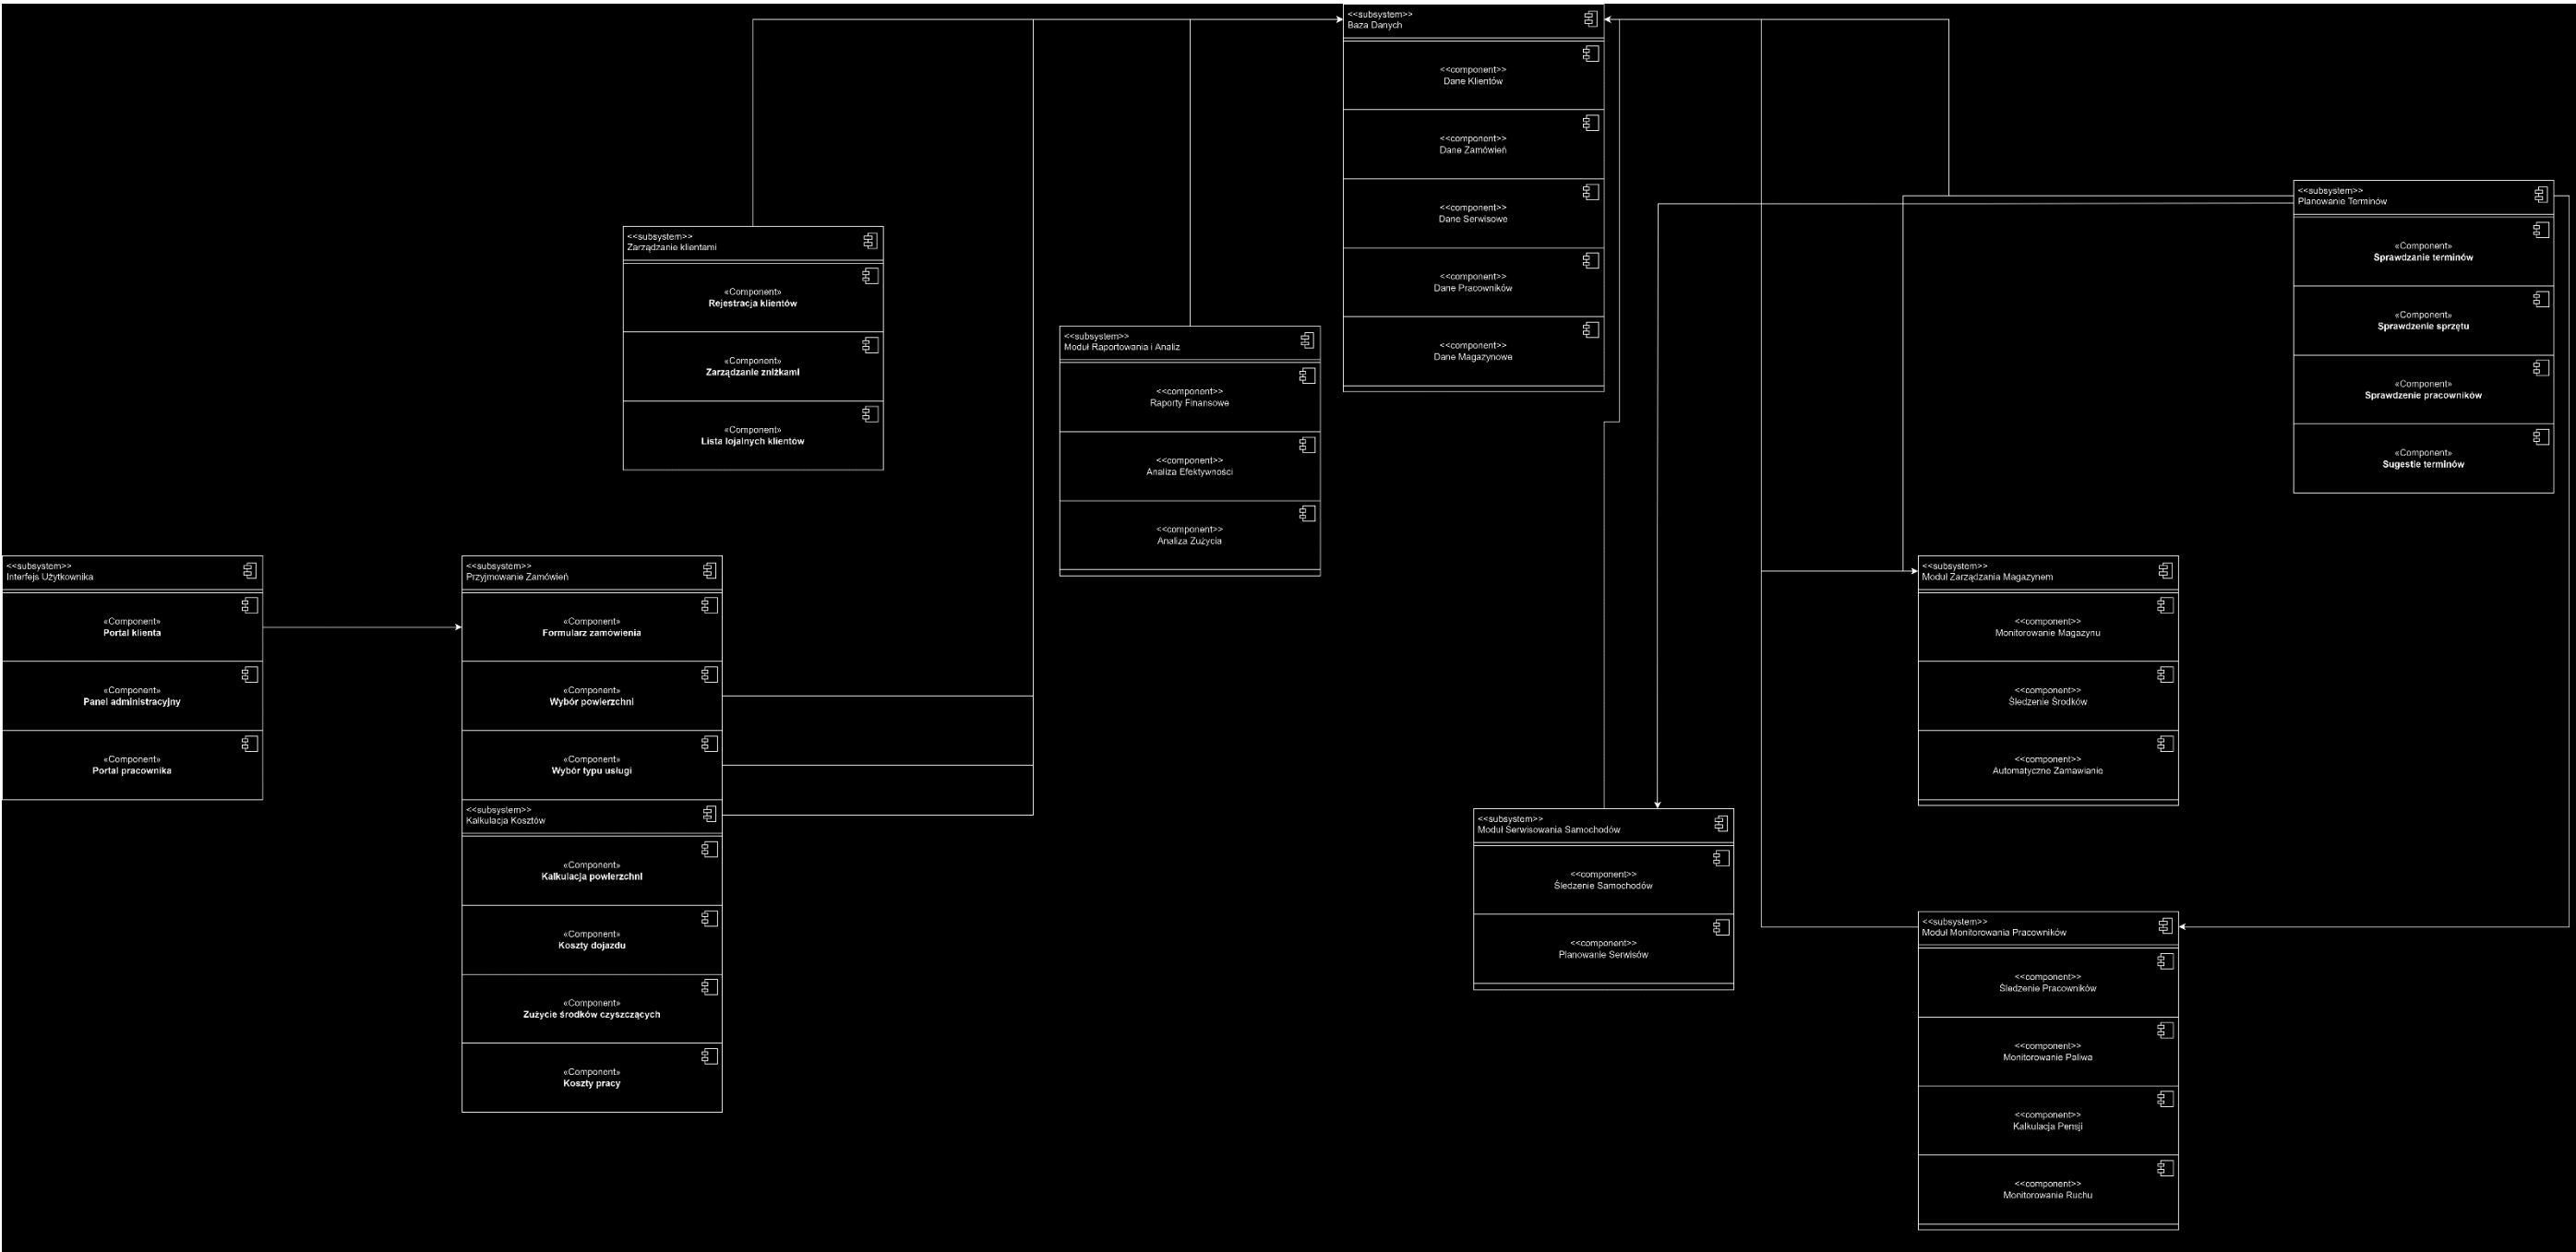 <<subsystem>>
Baza Danych
<<component>>
Dane Klientów
<<component>>
Dane Zamówień
<<component>>
Dane Serwisowe
<<component>>
Dane Pracowników
<<component>>
Dane Magazynowe
<<subsystem>>
Planowanie Terminów
«Component»
Sprawdzanie terminów
«Component»
Sprawdzenie sprzętu
«Component»
Sprawdzenie pracowników
«Component»
Sugestie terminów
<<subsystem>>
Zarządzanie klientami
«Component»
Rejestracja klientów
«Component»
Zarządzanie zniżkami
«Component»
Lista lojalnych klientów
<<subsystem>>
Moduł Raportowania i Analiz
<<component>>
Raporty Finansowe
<<component>>
Analiza Efektywności
<<component>>
Analiza Zużycia
<<subsystem>>
Interfejs Użytkownika
«Component»
Portal klienta
«Component»
Panel administracyjny
«Component»
Portal pracownika
<<subsystem>>
Przyjmowanie Zamówień
«Component»
Formularz zamówienia
«Component»
Wybór powierzchni
«Component»
Wybór typu usługi
<<subsystem>>
Kalkulacja Kosztów
«Component»
Kalkulacja powierzchni
«Component»
Koszty dojazdu
«Component»
Zużycie środków czyszczących
«Component»
Koszty pracy
<<subsystem>>
Moduł Zarządzania Magazynem
<<component>>
Monitorowanie Magazynu
<<component>>
Śledzenie Środków
<<component>>
Automatyczne Zamawianie
<<subsystem>>
Moduł Serwisowania Samochodów
<<component>>
Śledzenie Samochodów
<<component>>
Planowanie Serwisów
<<subsystem>>
Moduł Monitorowania Pracowników
<<component>>
Śledzenie Pracowników
<<component>>
Monitorowanie Paliwa
<<component>>
Kalkulacja Pensji
<<component>>
Monitorowanie Ruchu